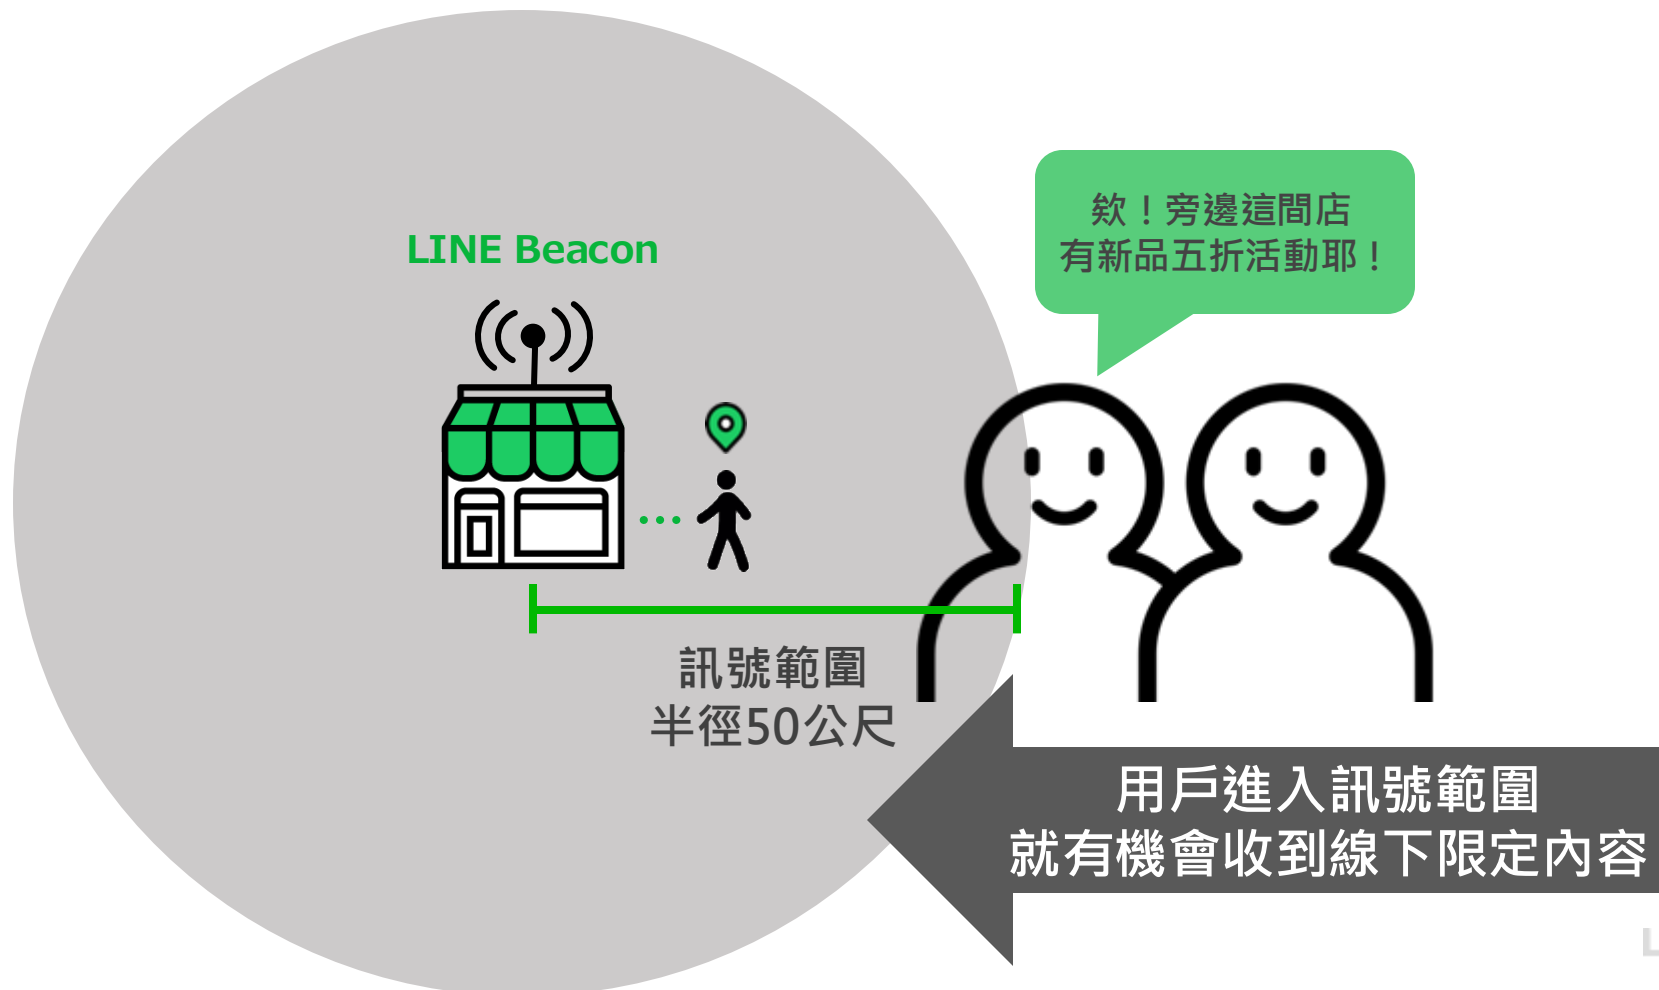 欸！旁邊這間店
有新品五折活動耶！
LINE Beacon
訊號範圍
半徑50公尺
用戶進入訊號範圍
就有機會收到線下限定內容
L